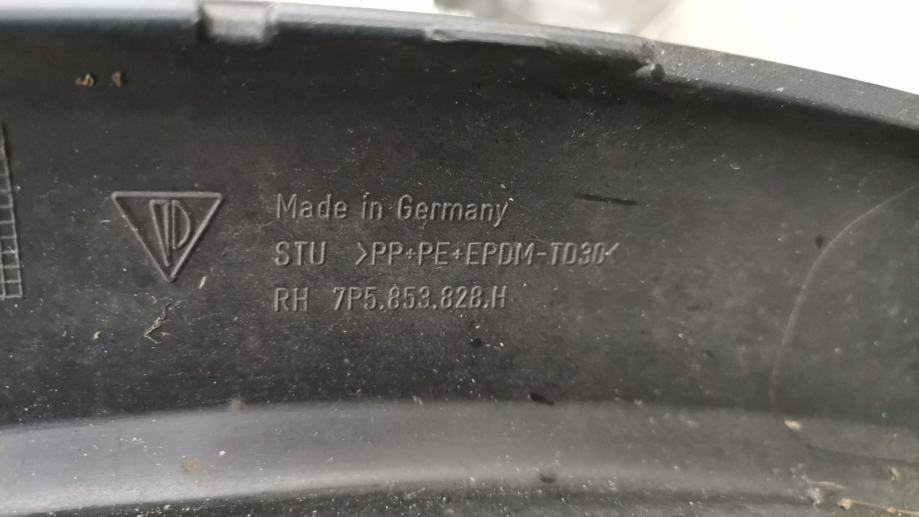 Made in Germany
STU >PP+PE+EPDM-TD30<
RH 7P5.853.828.H